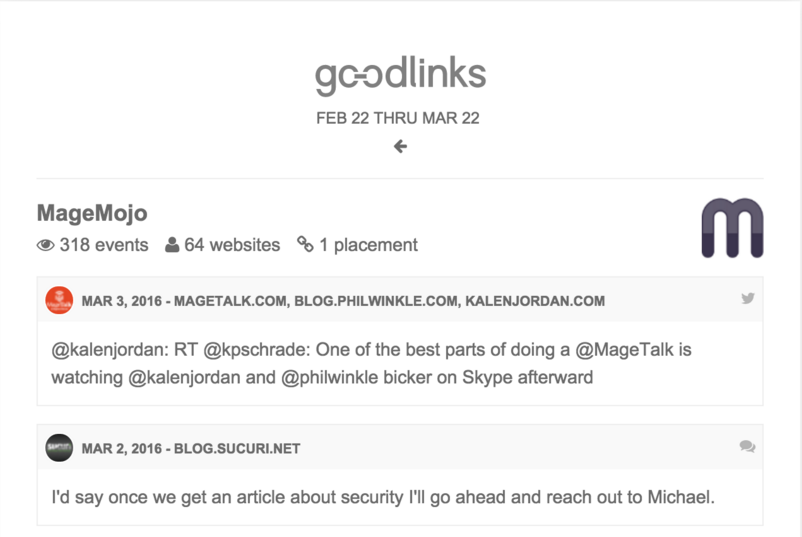 goodlinks
FEB 22 THRU MAR 22
MageMojo
318 events 64 websites 1 placement
MAR 3, 2016 - MAGETALK.COM, BLOG.PHILWINKLE.COM, KALENJORDAN.COM
@kalenjordan: RT @kpschrade: One of the best parts of doing a @MageTalk is
watching @kalenjordan and @philwinkle bicker on Skype afterward
MAR 2, 2016 - BLOG.SUCURI.NET
I'd say once we get an article about security I'll go ahead and reach out to Michael.